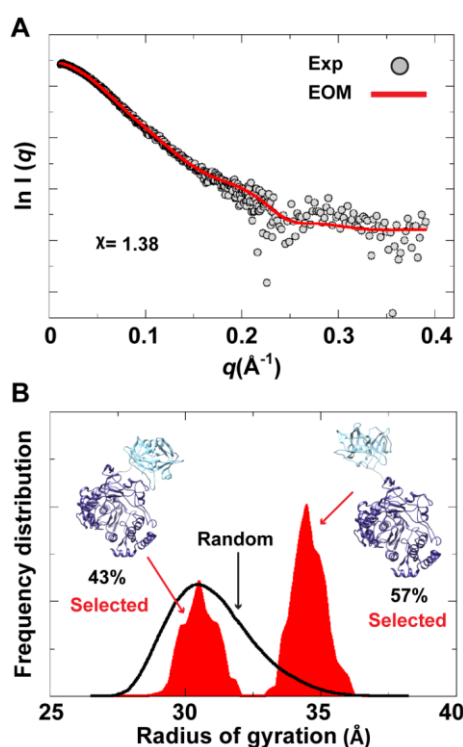 A
ln I (q)
Exp
EOM
χ= 1.38
0 0.1 0.2 0.3 0.4
q(Å⁻¹)
B
Frequency distribution
Random
43%
Selected
57%
Selected
25 30 35 40
Radius of gyration (Å)